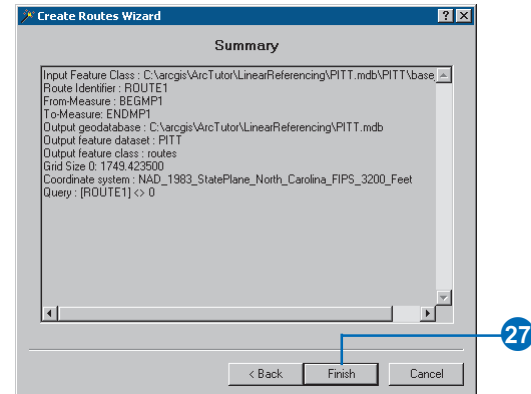 Create Routes Wizard
Summary
Input Feature Class : C:\arcgis\ArcTutor\LinearReferencing\PITT.mdb\PITT\base
Route Identifier : ROUTE1
From-Measure : BEGMP1
To-Measure: ENDMP1
Output geodatabase : C:\arcgis\ArcTutor\LinearReferencing\PITT.mdb
Output feature dataset : PITT
Output feature class : routes
Grid Size 0: 1749.423500
Coordinate system : NAD_1983_StatePlane_North_Carolina_FIPS_3200_Feet
Query : [ROUTE1] <> 0
27
< Back Finish Cancel